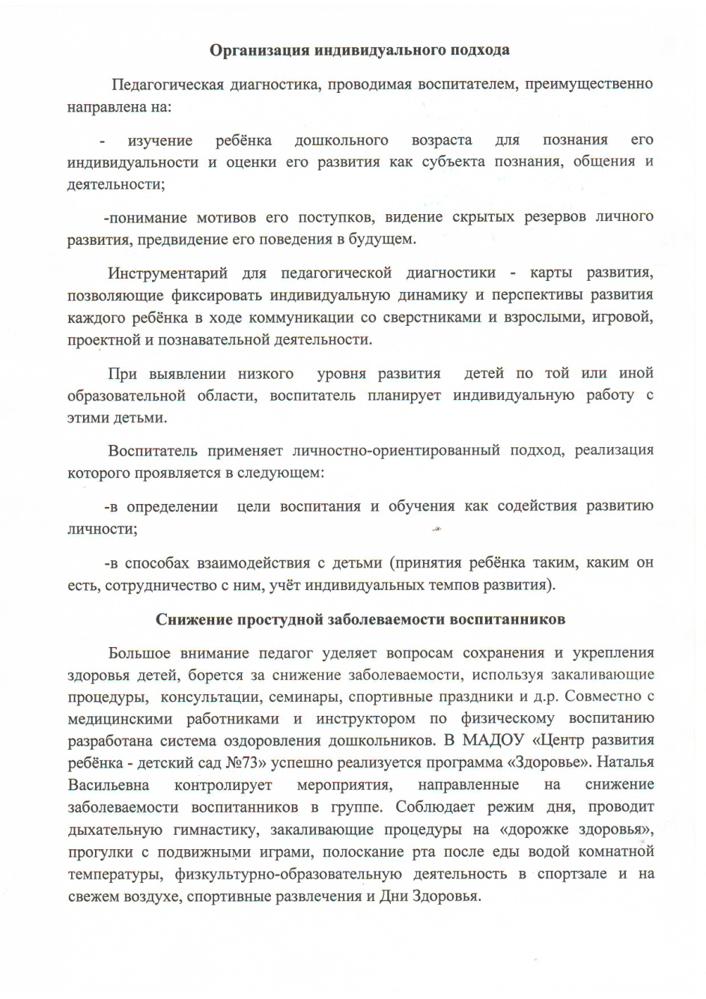 Организация индивидуального подхода
Педагогическая диагностика, проводимая воспитателем, преимущественно
направлена на:
- изучение ребёнка дошкольного возраста для познания его
индивидуальности и оценки его развития как субъекта познания, общения и
деятельности;
-понимание мотивов его поступков, видение скрытых резервов личного
развития, предвидение его поведения в будущем.
Инструментарий для педагогической диагностики - карты развития,
позволяющие фиксировать индивидуальную динамику и перспективы развития
каждого ребёнка в ходе коммуникации со сверстниками и взрослыми, игровой,
проектной и познавательной деятельности.
При выявлении низкого уровня развития детей по той или иной
образовательной области, воспитатель планирует индивидуальную работу с
этими детьми.
Воспитатель применяет личностно-ориентированный подход, реализация
которого проявляется в следующем:
-в определении цели воспитания и обучения как содействия развитию
личности;
-в способах взаимодействия с детьми (принятия ребёнка таким, каким он
есть, сотрудничество с ним, учёт индивидуальных темпов развития).
Снижение простудной заболеваемости воспитанников
Большое внимание педагог уделяет вопросам сохранения и укрепления
здоровья детей, борется за снижение заболеваемости, используя закаливающие
процедуры, консультации, семинары, спортивные праздники и д.р. Совместно с
медицинскими работниками и инструктором по физическому воспитанию
разработана система оздоровления дошкольников. В МАДОУ «Центр развития
ребёнка - детский сад №73» успешно реализуется программа «Здоровье». Наталья
Васильевна контролирует мероприятия, направленные на снижение
заболеваемости воспитанников в группе. Соблюдает режим дня, проводит
дыхательную гимнастику, закаливающие процедуры на «дорожке здоровья»,
прогулки с подвижными играми, полоскание рта после еды водой комнатной
температуры, физкультурно-образовательную деятельность в спортзале и на
свежем воздухе, спортивные развлечения и Дни Здоровья.